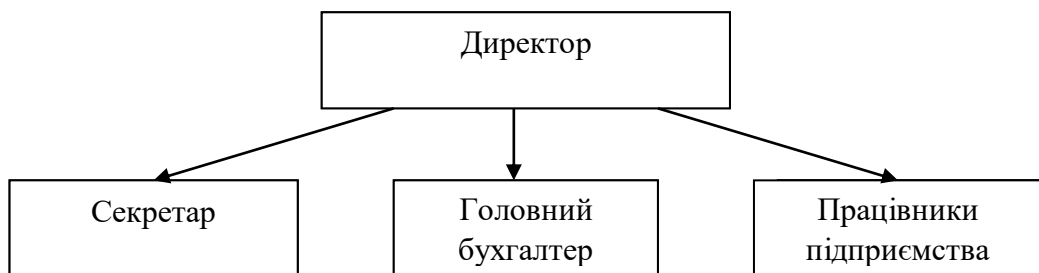 Директор
Секретар
Головний
бухгалтер
Працівники
підприємства